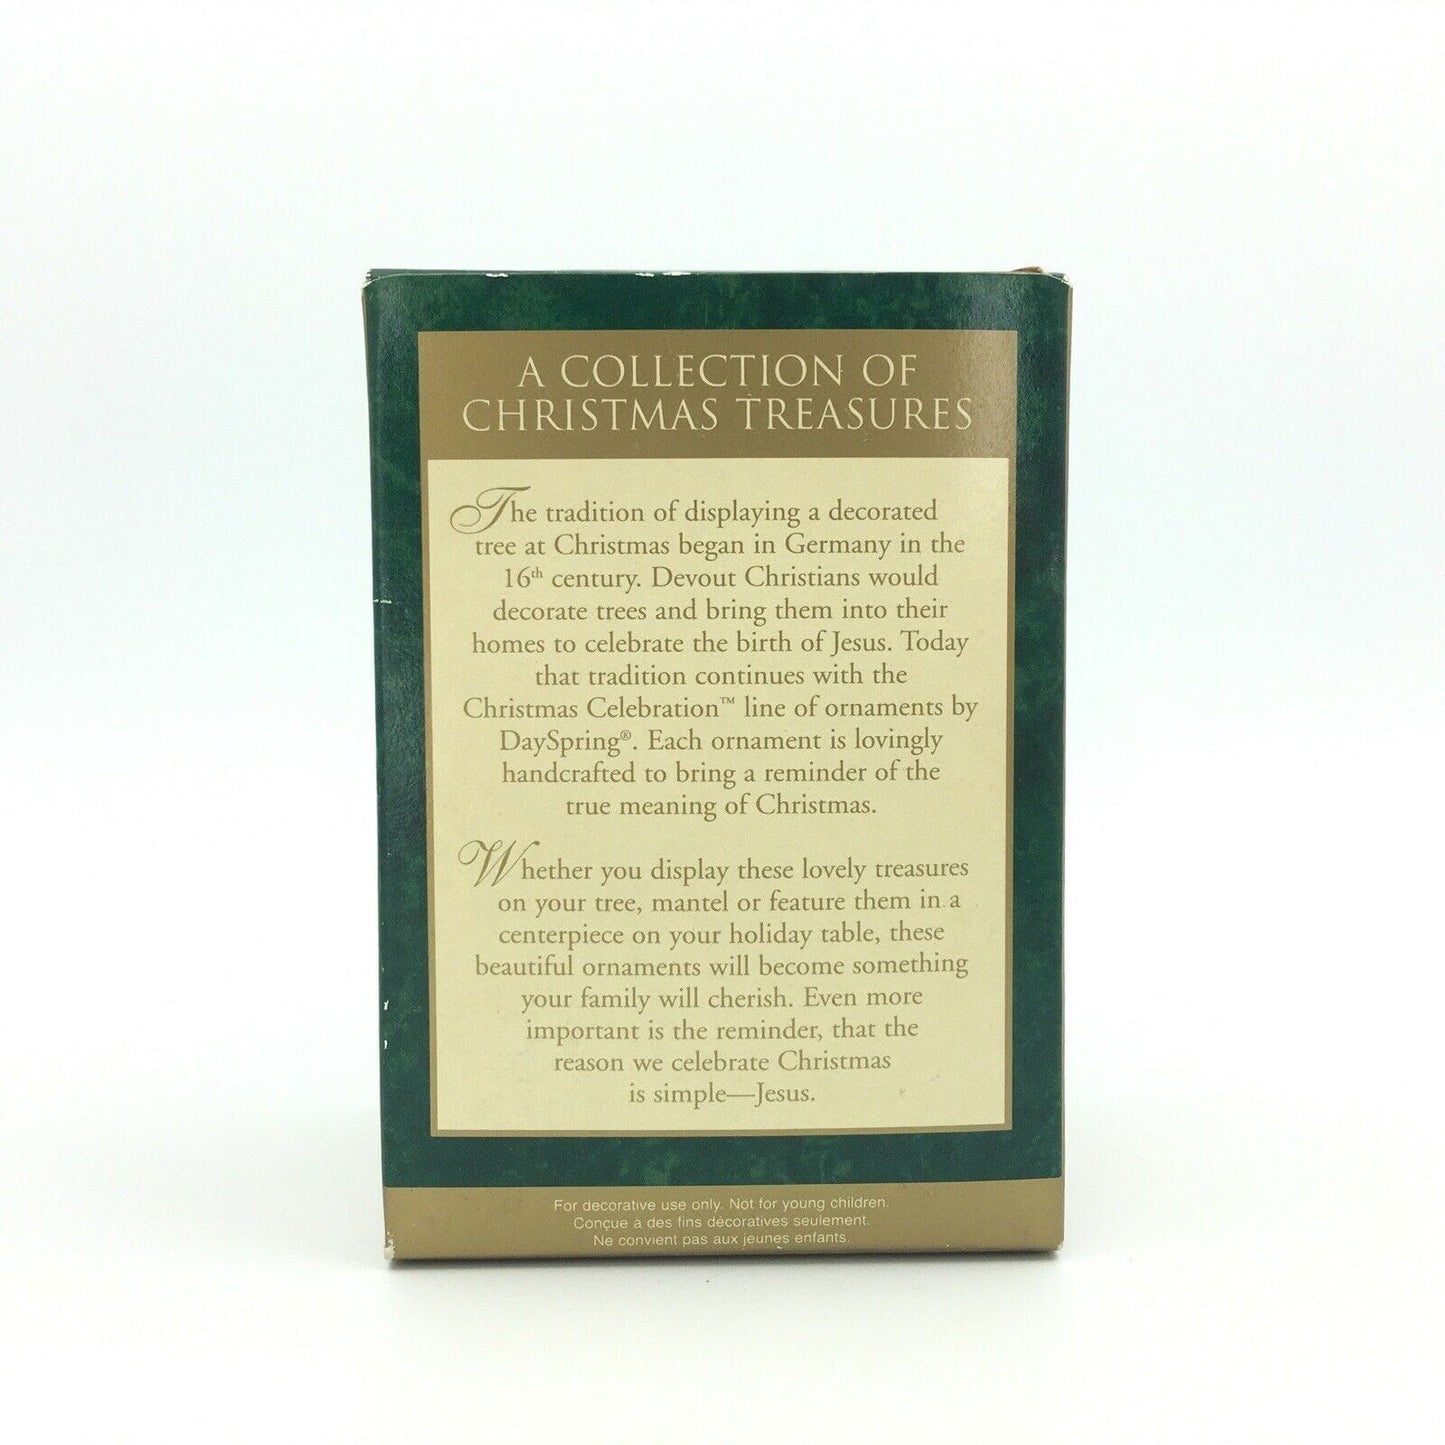 A COLLECTION OF
CHRISTMAS TREASURES
The tradition of displaying a decorated
tree at Christmas began in Germany in the
16th century. Devout Christians would
decorate trees and bring them into their
homes to celebrate the birth of Jesus. Today
that tradition continues with the
Christmas Celebration™ line of ornaments by
DaySpring®. Each ornament is lovingly
handcrafted to bring a reminder of the
true meaning of Christmas.
Whether you display these lovely treasures
on your tree, mantel or feature them in a
centerpiece on your holiday table, these
beautiful ornaments will become something
your family will cherish. Even more
important is the reminder, that the
reason we celebrate Christmas
is simple—Jesus.
For decorative use only. Not for young children.
Conçue a des fins décoratives seulement.
Ne convient pas aux jeunes enfants.